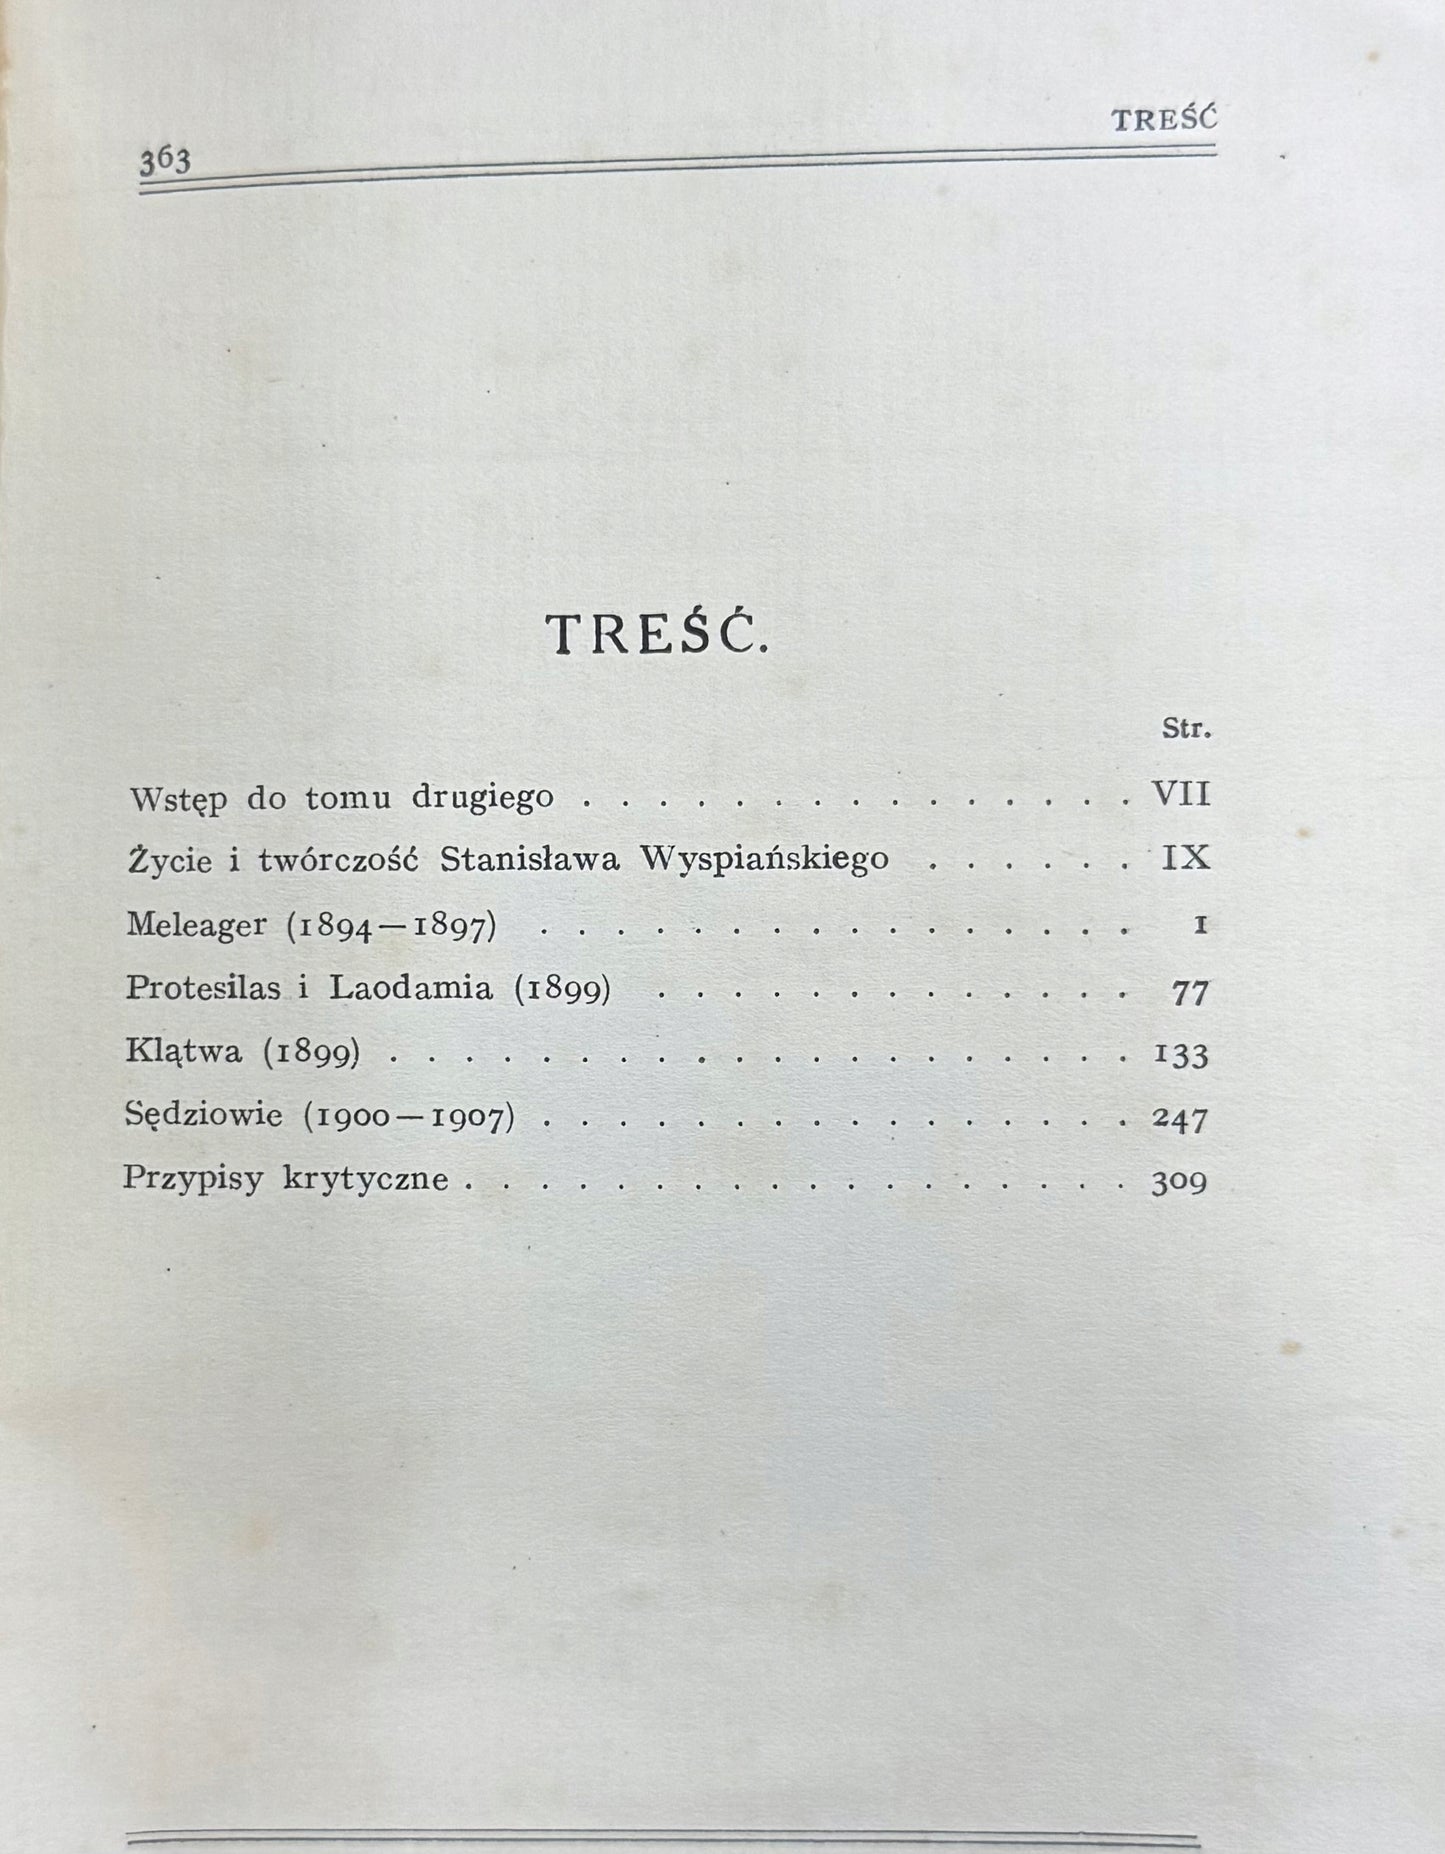 TREŚĆ
363
TREŚĆ.
Str.
Wstęp do tomu drugiego . . . . . . . . . . . . . . . VII
Życie i twórczość Stanisława Wyspiańskiego . . . . . . IX
Meleager (1894—1897) . . . . . . . . . . . . . . . . 1
Protesilas i Laodamia (1899) . . . . . . . . . . . . . 77
Klątwa (1899) . . . . . . . . . . . . . . . . . . . . 133
Sędziowie (1900—1907) . . . . . . . . . . . . . . . . 247
Przypisy krytyczne . . . . . . . . . . . . . . . . . . 309